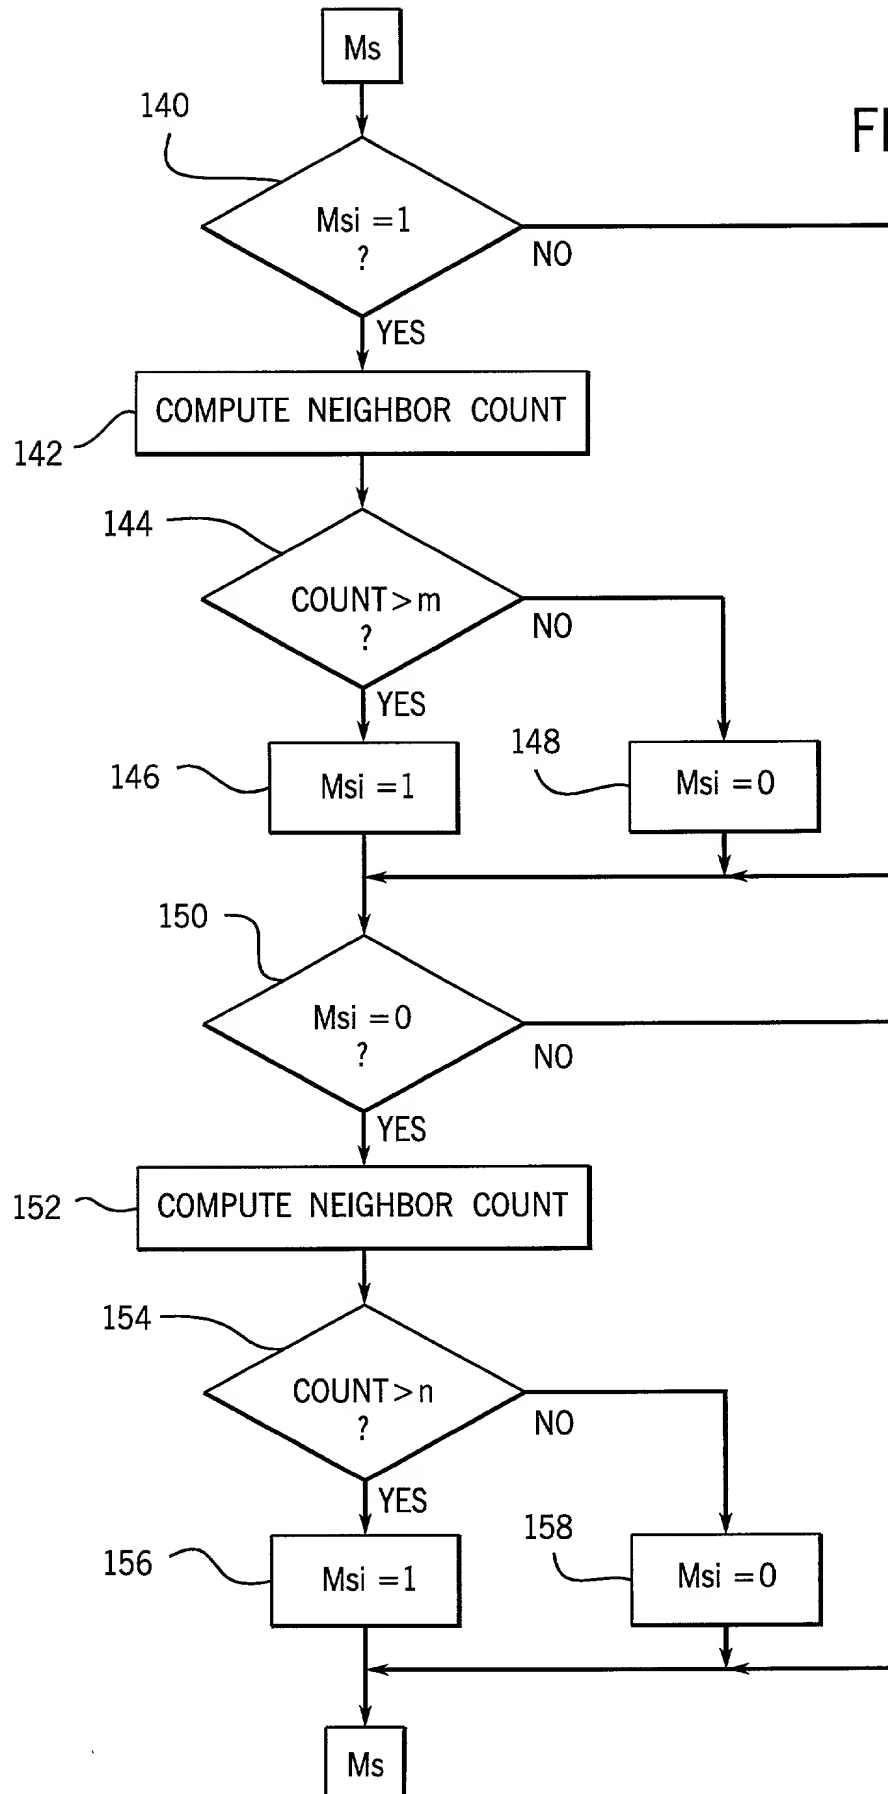 Ms
140
FI
Msi = 1
?
NO
YES
COMPUTE NEIGHBOR COUNT
142
144
COUNT > m
?
NO
YES
146
Msi = 1
148
Msi = 0
150
Msi = 0
?
NO
YES
152
COMPUTE NEIGHBOR COUNT
154
COUNT > n
?
NO
YES
156
Msi = 1
158
Msi = 0
Ms